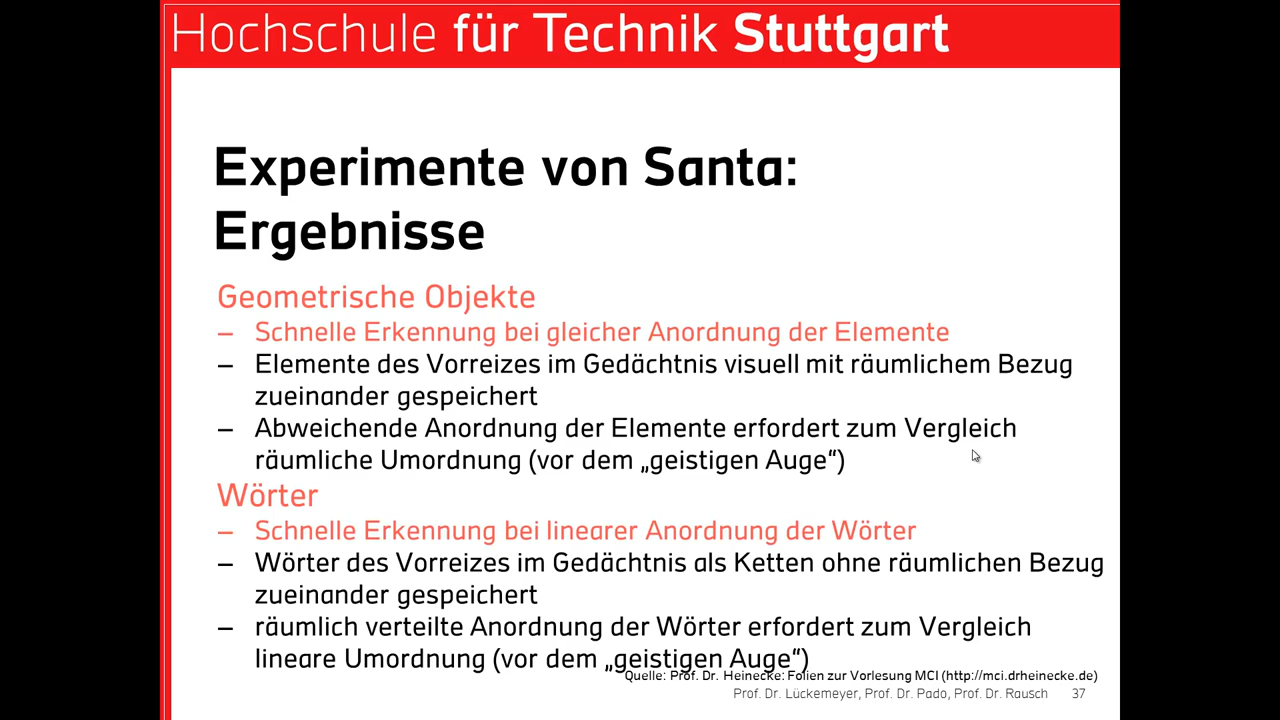 Hochschule für Technik Stuttgart
Experimente von Santa:
Ergebnisse
Geometrische Objekte
– Schnelle Erkennung bei gleicher Anordnung der Elemente
– Elemente des Vorreizes im Gedächtnis visuell mit räumlichem Bezug
zueinander gespeichert
– Abweichende Anordnung der Elemente erfordert zum Vergleich
räumliche Umordnung (vor dem „geistigen Auge“)
Wörter
– Schnelle Erkennung bei linearer Anordnung der Wörter
– Wörter des Vorreizes im Gedächtnis als Ketten ohne räumlichen Bezug
zueinander gespeichert
– räumlich verteilte Anordnung der Wörter erfordert zum Vergleich
lineare Umordnung (vor dem „geistigen Auge“)
Quelle: Prof. Dr. Heinecke: Folien zur Vorlesung MCI (http://mci.drheinecke.de)
Prof. Dr. Lückemeyer, Prof. Dr. Pado, Prof. Dr. Rausch 37